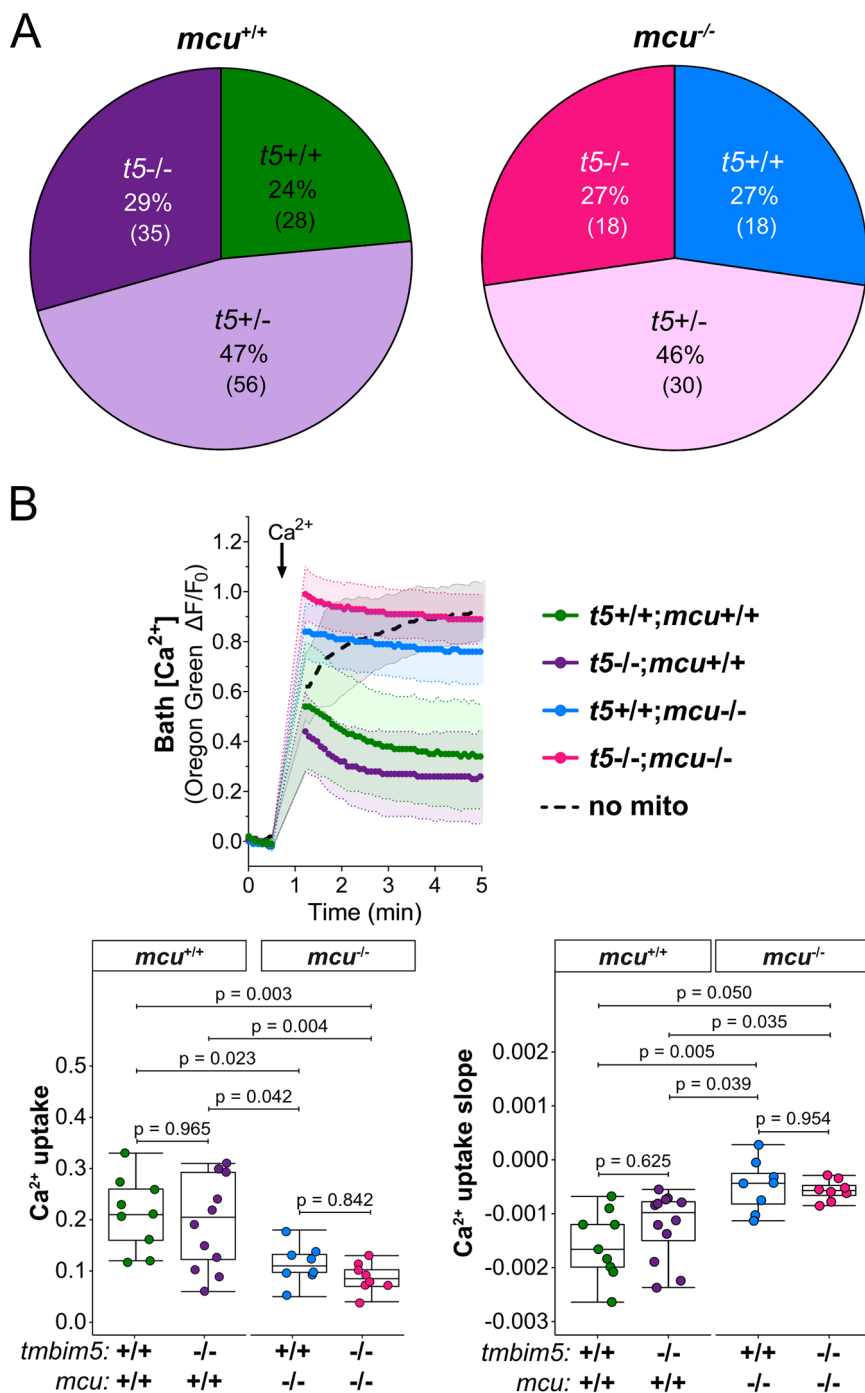 A
mcu+/+
mcu-/-
t5-/-
29%
(35)
t5+/+
24%
(28)
t5+/-
47%
(56)
t5-/-
27%
(18)
t5+/+
27%
(18)
t5+/-
46%
(30)
B
Ca2+
Bath [Ca2+]
(Oregon Green ΔF/F0)
1.2
1.0
0.8
0.6
0.4
0.2
0.0
0 1 2 3 4 5
Time (min)
t5+/+;mcu+/+
t5-/-;mcu+/+
t5+/+;mcu-/-
t5-/-;mcu-/-
no mito
mcu+/+ mcu-/-
p = 0.003
p = 0.004
p = 0.023
p = 0.042
p = 0.965
p = 0.842
Ca2+ uptake
0.5
0.4
0.3
0.2
0.1
0.0
tmbim5: +/+ -/- +/+ -/-
mcu: +/+ +/+ -/- -/-
mcu+/+ mcu-/-
p = 0.050
p = 0.035
p = 0.005
p = 0.039
p = 0.954
p = 0.625
Ca2+ uptake slope
0.002
0.001
0.000
-0.001
-0.002
-0.003
tmbim5: +/+ -/- +/+ -/-
mcu: +/+ +/+ -/- -/-